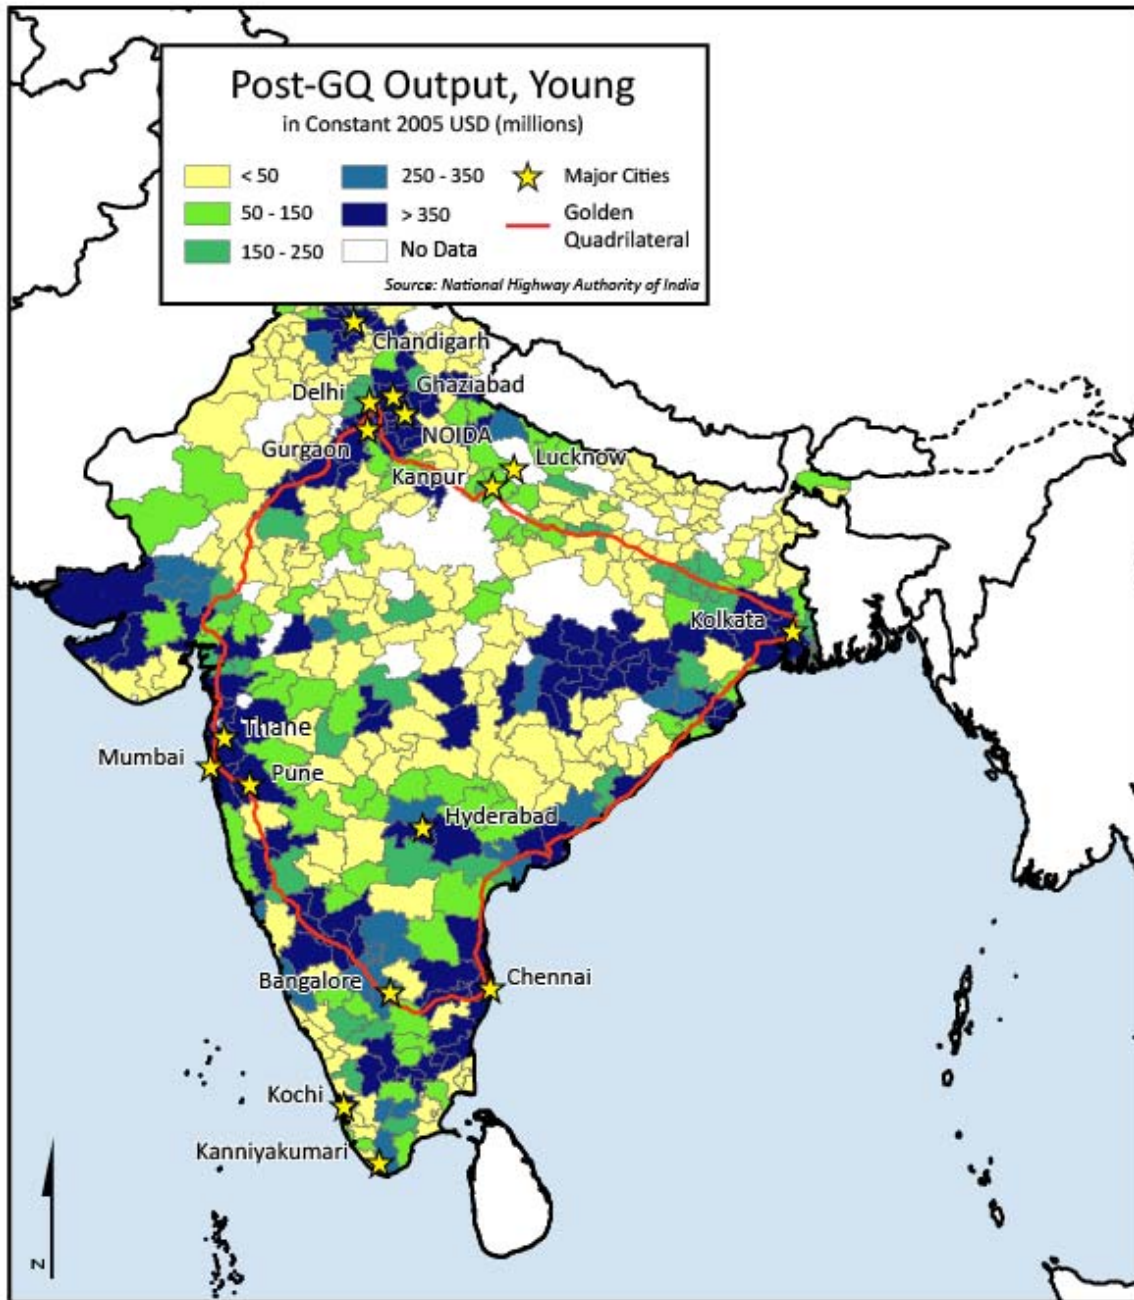 Post-GQ Output, Young
in Constant 2005 USD (millions)
< 50
50 - 150
150 - 250
250 - 350
> 350
No Data
Major Cities
Golden
Quadrilateral
Source: National Highway Authority of India
Chandigarh
Delhi
Ghaziabad
NOIDA
Gurgaon
Lucknow
Kanpur
Kolkata
Thane
Mumbai
Pune
Hyderabad
Bangalore
Chennai
Kochi
Kanniyakumari
N